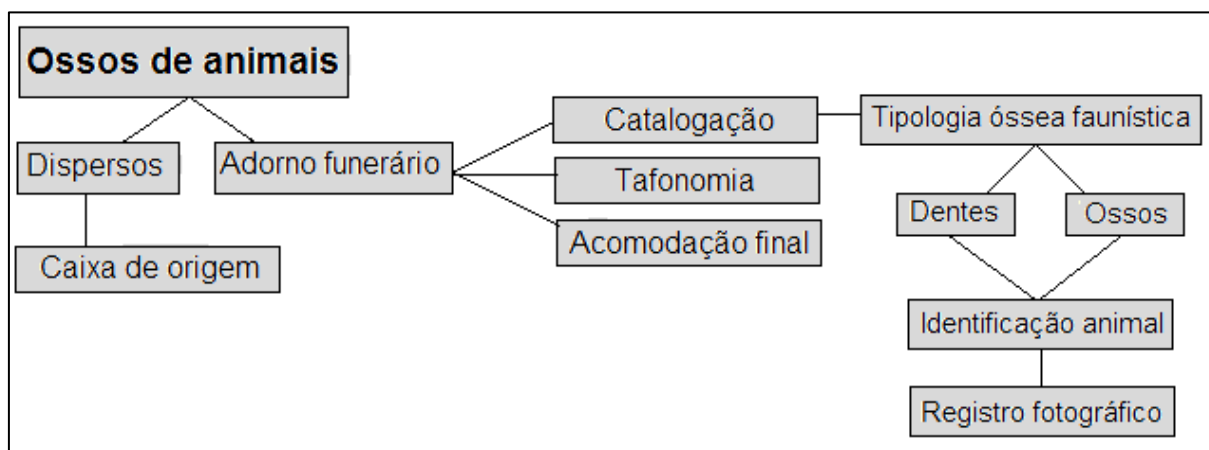 Ossos de animais
Dispersos
Adorno funerário
Caixa de origem
Catalogação
Tafonomia
Acomodação final
Tipologia óssea faunística
Dentes
Ossos
Identificação animal
Registro fotográfico